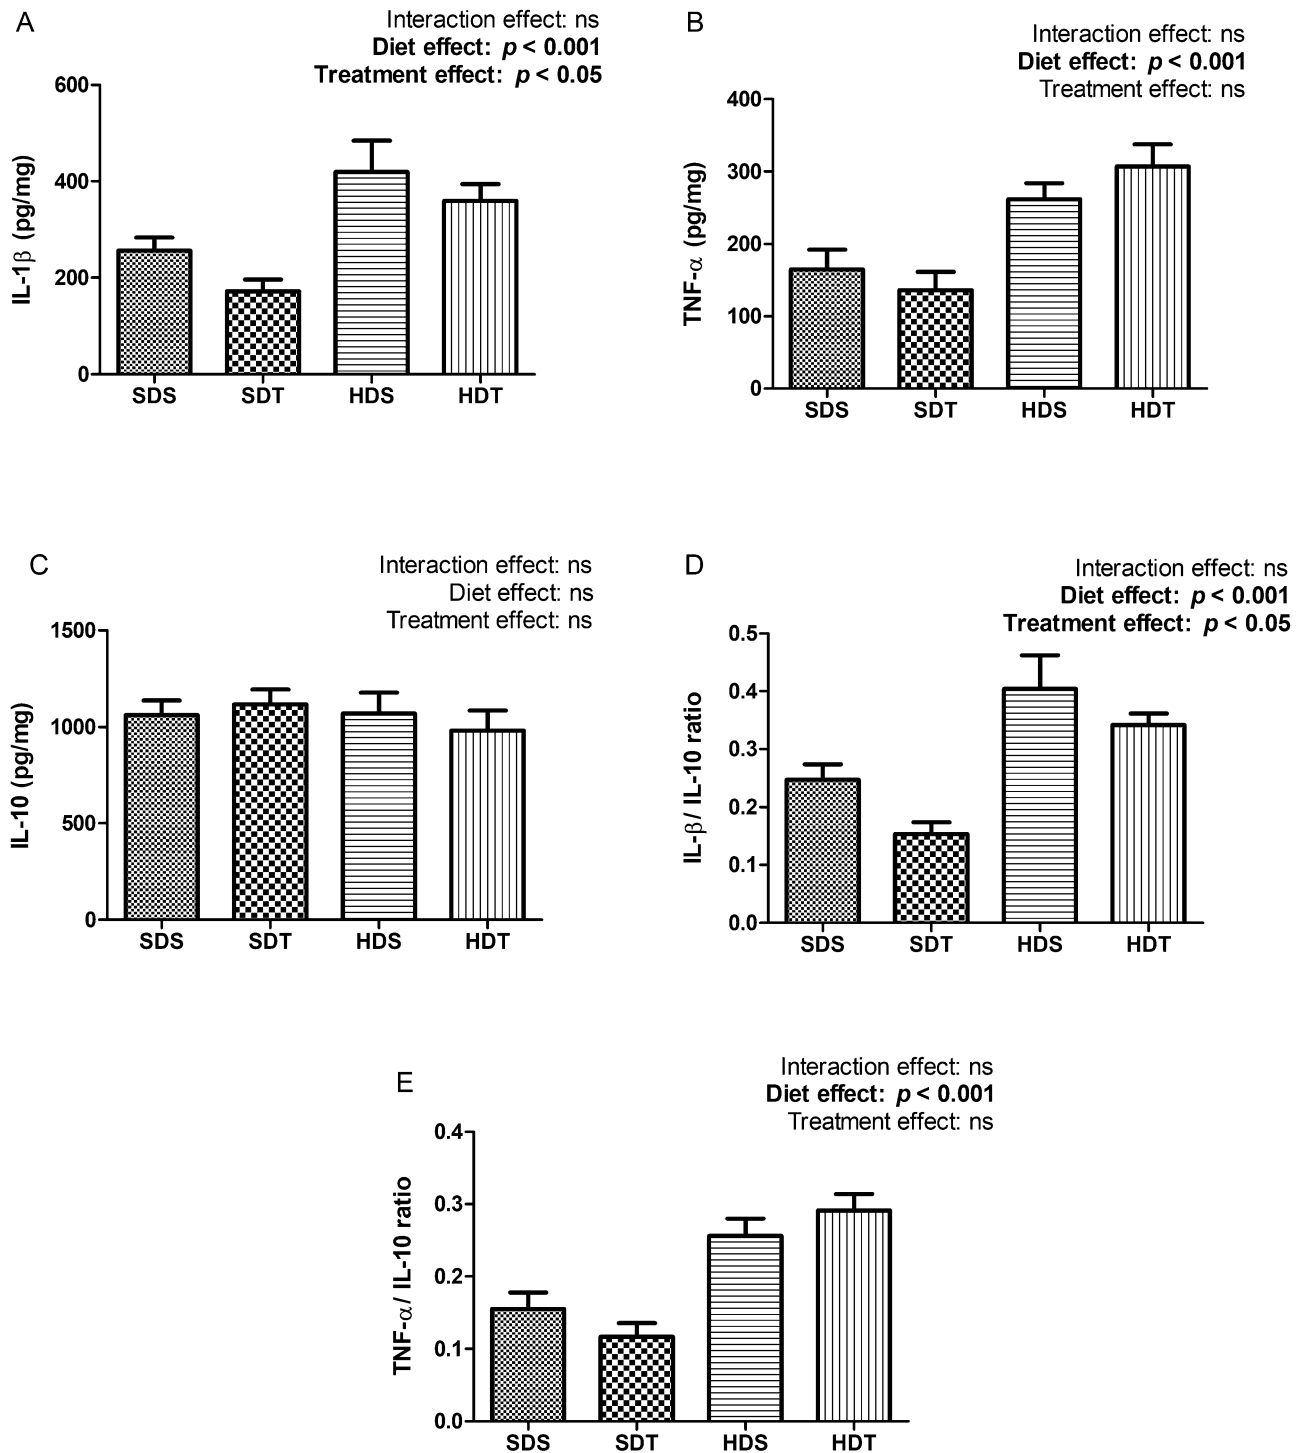 A
Interaction effect: ns
Diet effect: p < 0.001
Treatment effect: p < 0.05
600
400
200
0
IL-1β (pg/mg)
SDS SDT HDS HDT
B
Interaction effect: ns
Diet effect: p < 0.001
Treatment effect: ns
400
300
200
100
0
TNF-α (pg/mg)
SDS SDT HDS HDT
C
Interaction effect: ns
Diet effect: ns
Treatment effect: ns
1500
1000
500
0
IL-10 (pg/mg)
SDS SDT HDS HDT
D
Interaction effect: ns
Diet effect: p < 0.001
Treatment effect: p < 0.05
0.5
0.4
0.3
0.2
0.1
0.0
IL-β/ IL-10 ratio
SDS SDT HDS HDT
E
Interaction effect: ns
Diet effect: p < 0.001
Treatment effect: ns
0.4
0.3
0.2
0.1
0.0
TNF-α/ IL-10 ratio
SDS SDT HDS HDT